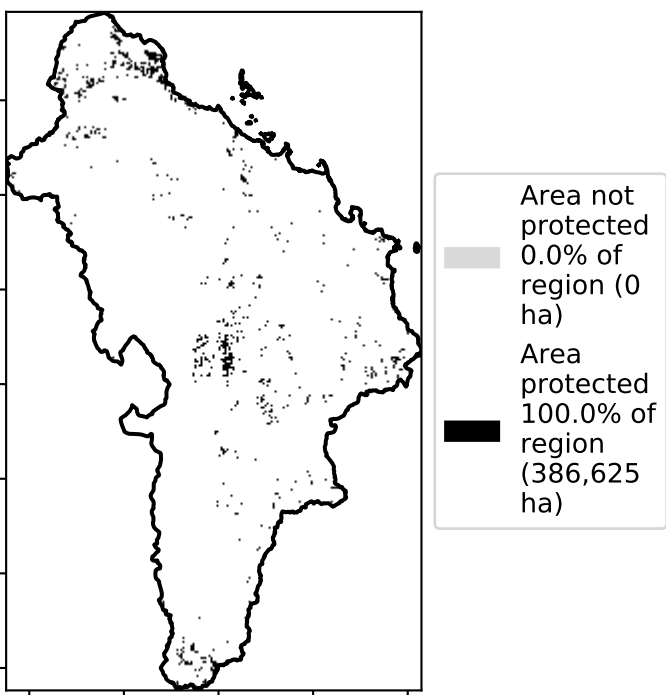 Area not
protected
0.0% of
region (0
ha)
Area
protected
100.0% of
region
(386,625
ha)